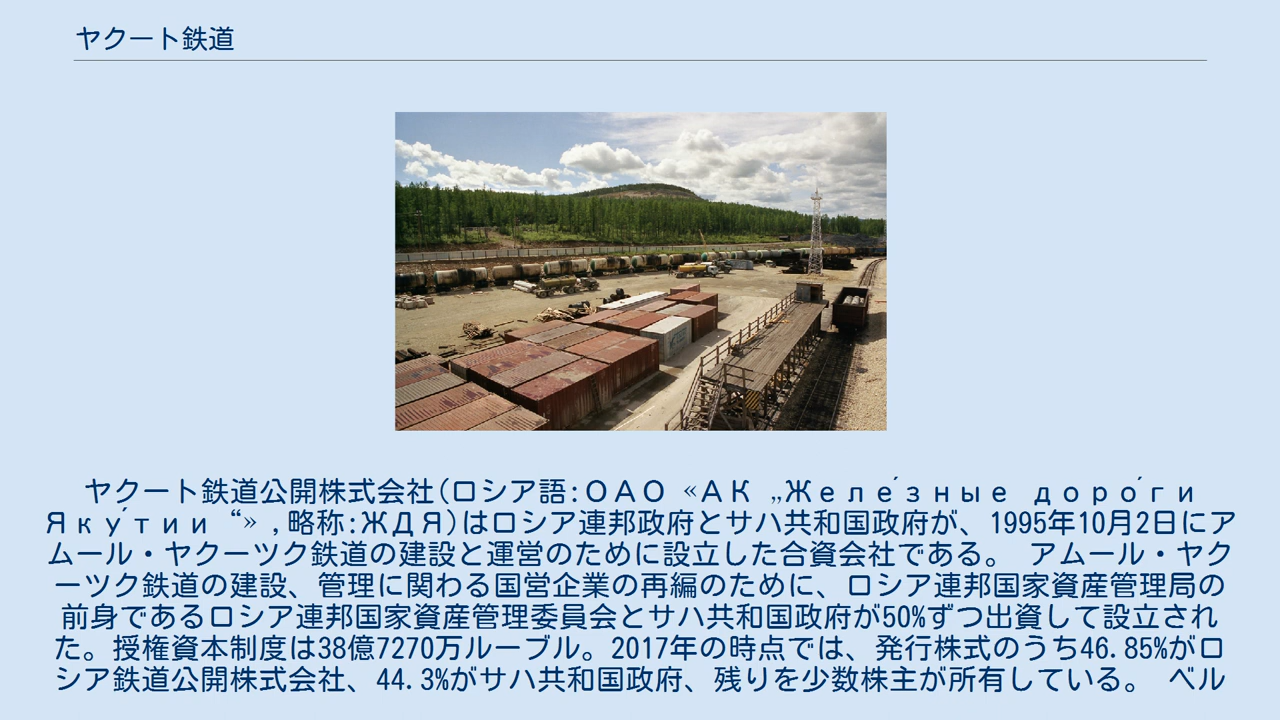 ヤクート鉄道
ヤクート鉄道公開株式会社(ロシア語:ОАО «АК „Желе́зные доро́ги
Яку́тии “» ,略称:ЖДЯ)はロシア連邦政府とサハ共和国政府が、1995年10月2日にア
ムール・ヤクーツク鉄道の建設と運営のために設立した合資会社である。 アムール・ヤク
ーツク鉄道の建設、管理に関わる国営企業の再編のために、ロシア連邦国家資産管理局の
前身であるロシア連邦国家資産管理委員会とサハ共和国政府が50%ずつ出資して設立され
た。授権資本制度は38億7270万ルーブル。2017年の時点では、発行株式のうち46.85%がロ
シア鉄道公開株式会社、44.3%がサハ共和国政府、残りを少数株主が所有している。 ベル